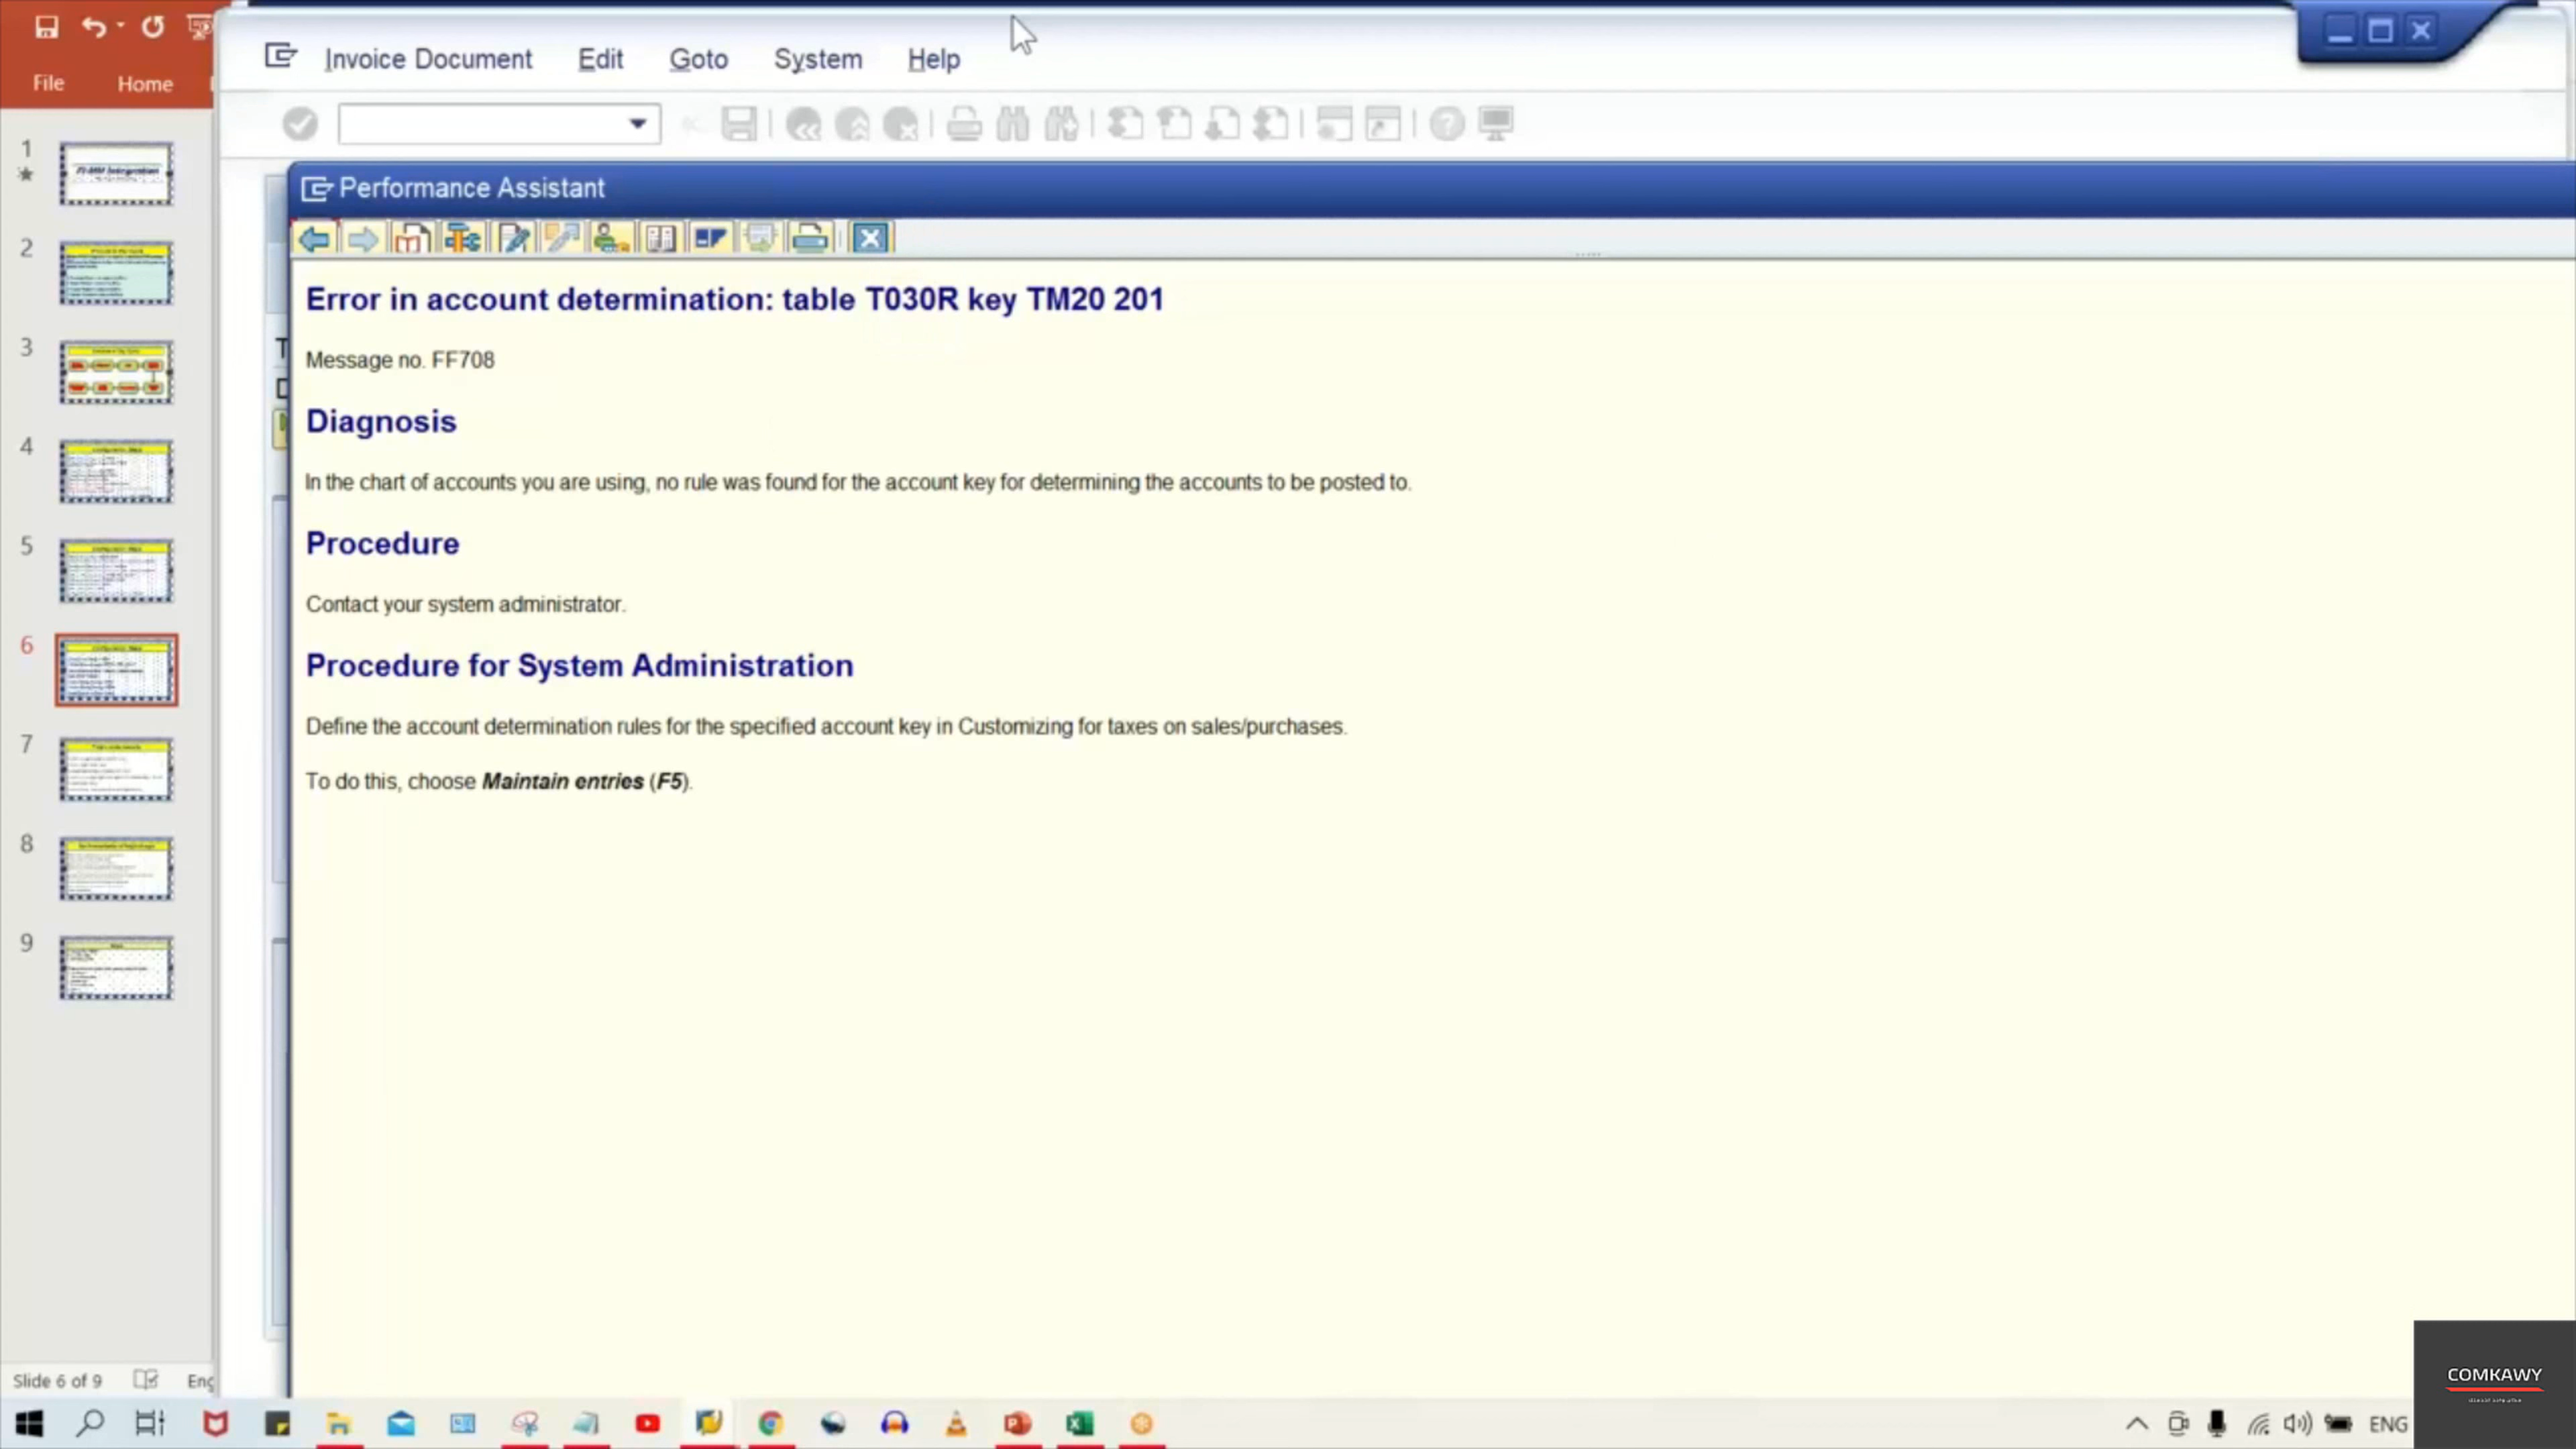 Invoice Document Edit Goto System Help
File Home
Performance Assistant
1
2
3
4
5
6
7
8
9
FI-MM Integration
Error in account determination: table T030R key TM20 201
Message no. FF708
Diagnosis
In the chart of accounts you are using, no rule was found for the account key for determining the accounts to be posted to.
Procedure
Contact your system administrator.
Procedure for System Administration
Define the account determination rules for the specified account key in Customizing for taxes on sales/purchases.
To do this, choose Maintain entries (F5).
Slide 6 of 9 Eng
ENG
COMKAWY